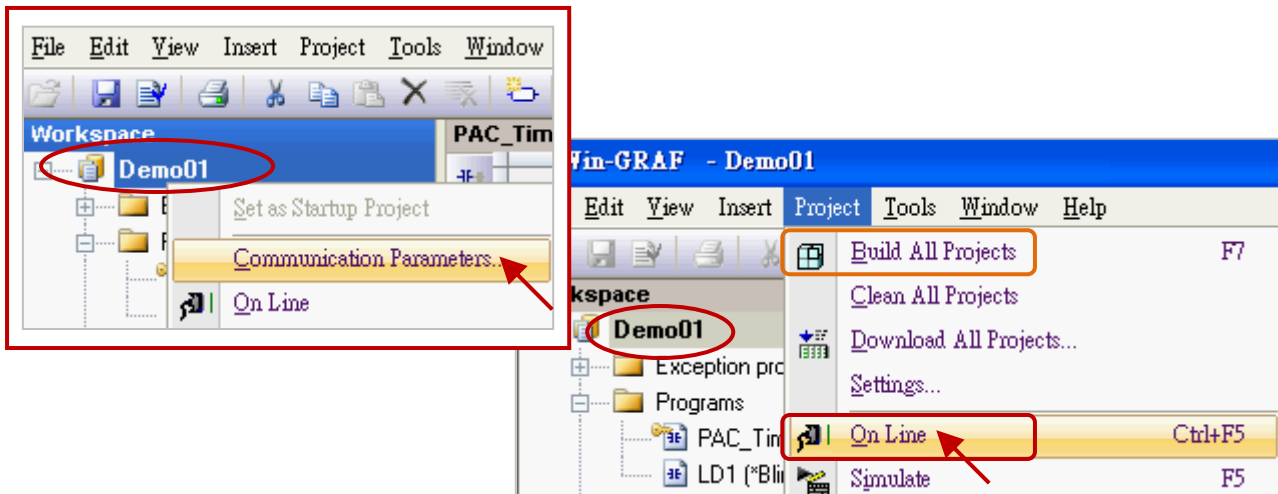 File Edit View Insert Project Tools Window
Workspace
PAC_Tim
Demo01
Set as Startup Project
Communication Parameters...
On Line
Win-GRAF - Demo01
Edit View Insert Project Tools Window Help
Build All Projects F7
kspace
Clean All Projects
Demo01
Download All Projects...
Exception pro
Settings...
Programs
PAC_Tim
On Line Ctrl+F5
LD1 (*Bli
Simulate F5